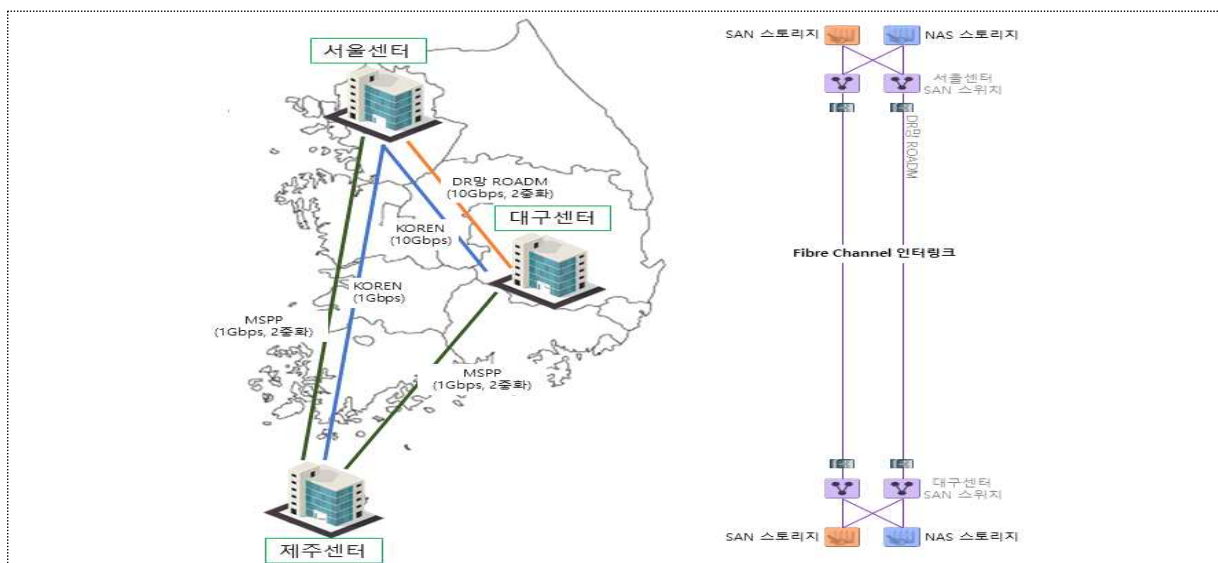 서울센터
DR망 ROADM
(10Gbps, 2중화)
대구센터
KOREN
(10Gbps)
KOREN
(1Gbps)
MSPP
(1Gbps, 2중화)
MSPP
(1Gbps, 2중화)
제주센터
SAN 스토리지
NAS 스토리지
서울센터
SAN 스위치
DR망 ROADM
Fibre Channel 인터링크
대구센터
SAN 스위치
SAN 스토리지
NAS 스토리지